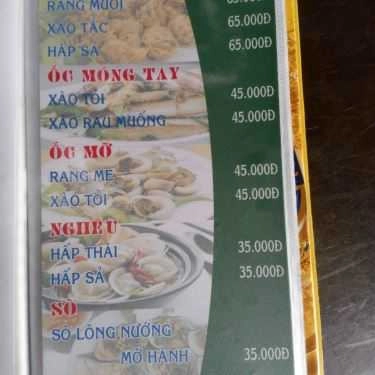 RANG MUỐI
XÀO TẮC 65.000Đ
HẤP SẢ 65.000Đ
ỐC MÓNG TAY
XÀO TỎI 45.000Đ
XÀO RAU MUỐNG 45.000Đ
ỐC MỠ
RANG ME 45.000Đ
XÀO TỎI 45.000Đ
NGHÊU
HẤP THÁI 35.000Đ
HẤP SẢ 35.000Đ
SÒ
SÒ LÔNG NƯỚNG
MỠ HÀNH 35.000Đ